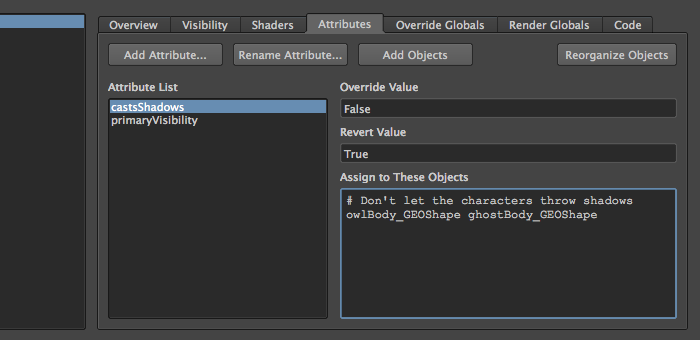 Overview Visibility Shaders Attributes Override Globals Render Globals Code
Add Attribute... Rename Attribute... Add Objects Reorganize Objects
Attribute List
castsShadows
primaryVisibility
Override Value
False
Revert Value
True
Assign to These Objects
# Don't let the characters throw shadows
owlBody_GEOShape ghostBody_GEOShape